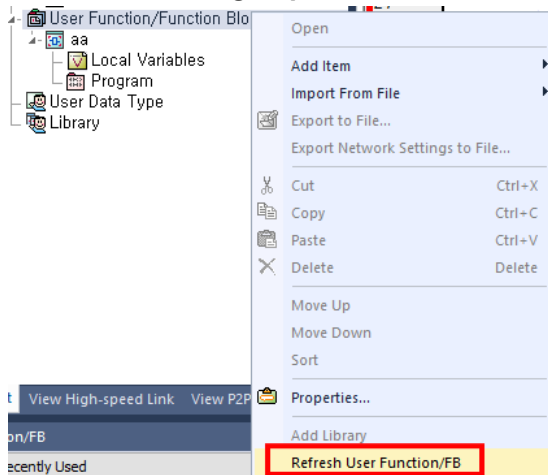 User Function/Function Blo
aa
Local Variables
Program
User Data Type
Library
Open
Add Item
Import From File
Export to File...
Export Network Settings to File...
Cut Ctrl+X
Copy Ctrl+C
Paste Ctrl+V
Delete Delete
Move Up
Move Down
Sort
Properties...
Add Library
Refresh User Function/FB
t View High-speed Link View P2P
on/FB
ecently Used